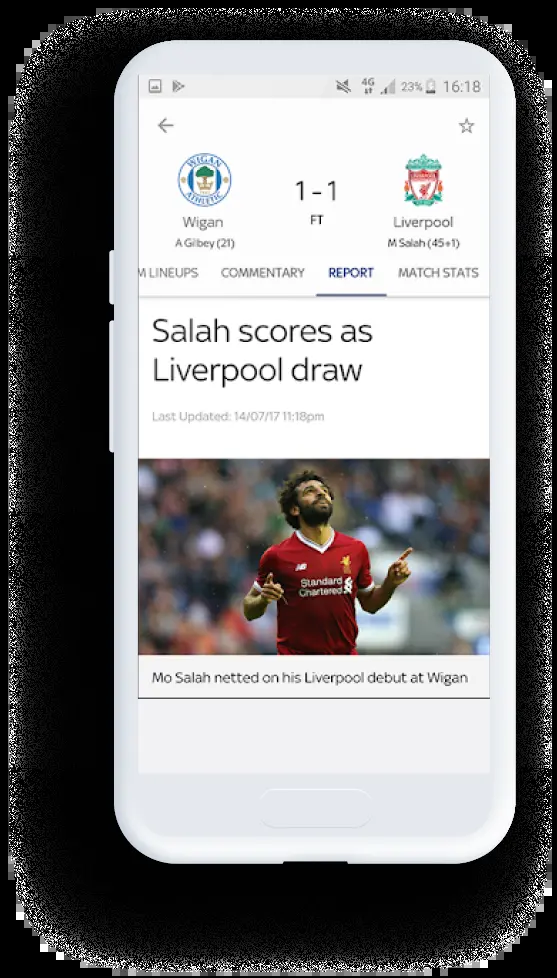 4G 23% 16:18
WIGAN
ATHLETIC
1 - 1
Wigan
FT
Liverpool
A Gilbey (21)
M Salah (45+1)
M LINEUPS COMMENTARY REPORT MATCH STATS
Salah scores as
Liverpool draw
Last Updated: 14/07/17 11:18pm
Standard
Chartered
Mo Salah netted on his Liverpool debut at Wigan